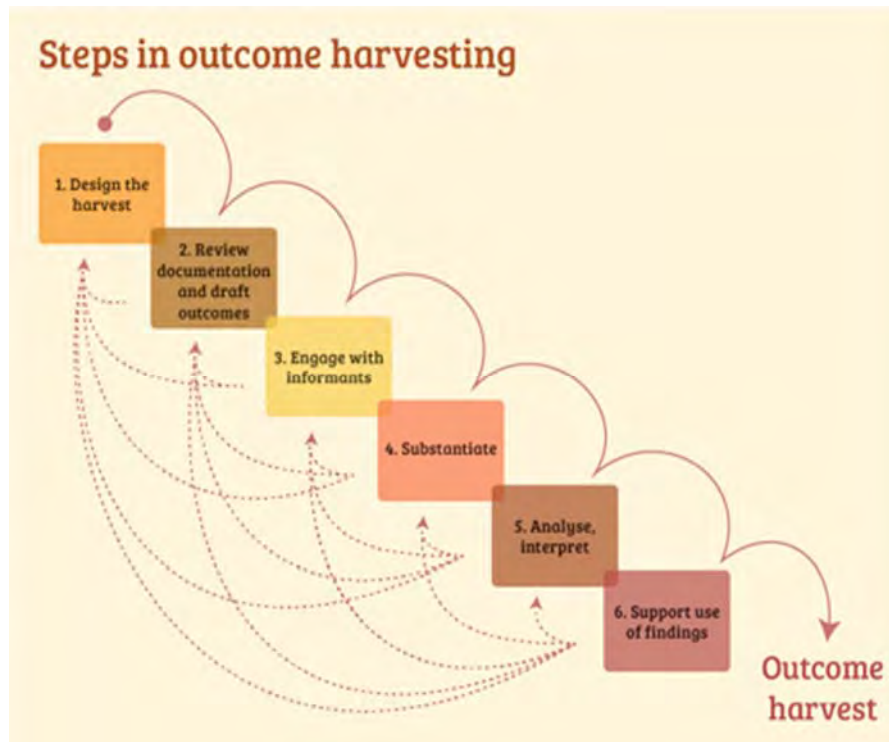 Steps in outcome harvesting
1. Design the
harvest
2. Review
documentation
and draft
outcomes
3. Engage with
informants
4. Substantiate
5. Analyse,
interpret
6. Support use
of findings
Outcome
harvest